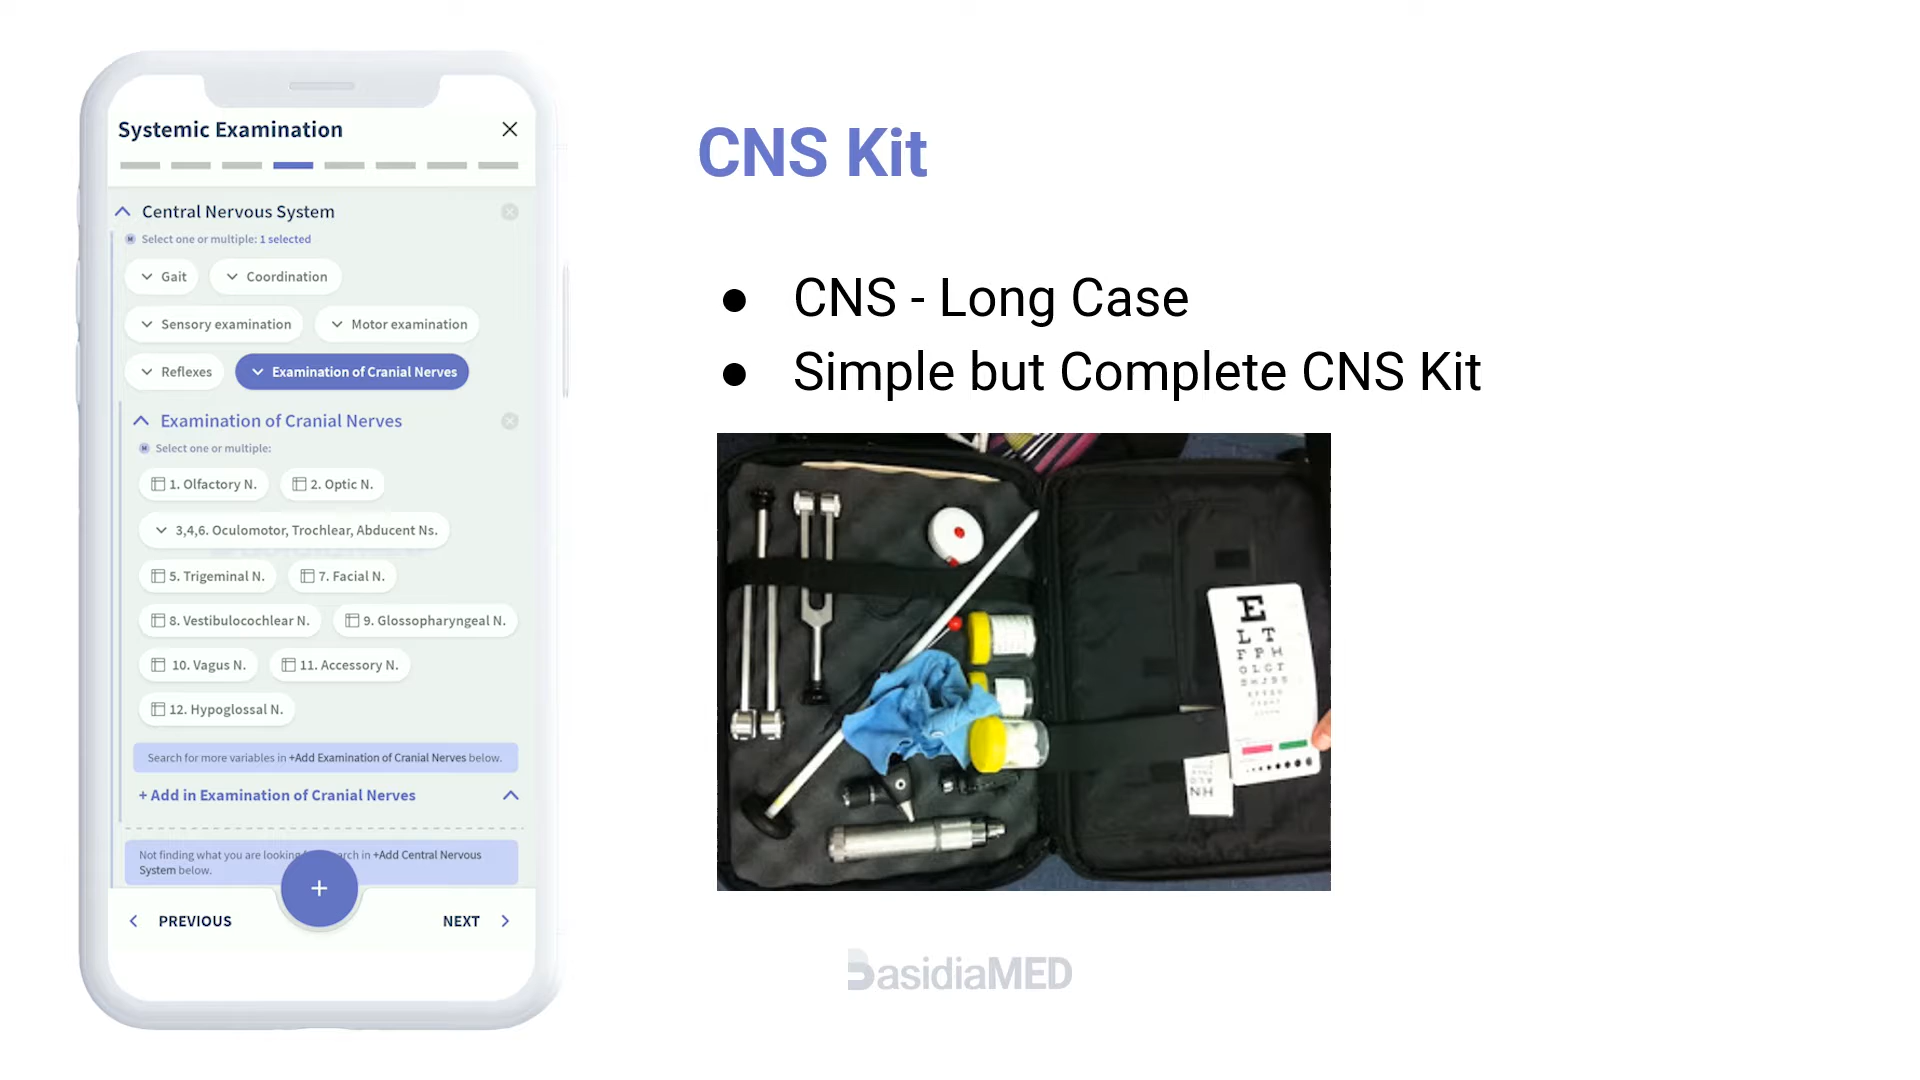 Systemic Examination
Central Nervous System
Select one or multiple: 1 selected
Gait
Coordination
Sensory examination
Motor examination
Reflexes
Examination of Cranial Nerves
Examination of Cranial Nerves
Select one or multiple:
1. Olfactory N.
2. Optic N.
3,4,6. Oculomotor, Trochlear, Abducent Ns.
5. Trigeminal N.
7. Facial N.
8. Vestibulocochlear N.
9. Glossopharyngeal N.
10. Vagus N.
11. Accessory N.
12. Hypoglossal N.
Search for more variables in +Add Examination of Cranial Nerves below.
+ Add in Examination of Cranial Nerves
Not finding what you are looking
rch in +Add Central Nervous
System below.
+
PREVIOUS
NEXT
CNS Kit
● CNS - Long Case
● Simple but Complete CNS Kit
E
L T
F P H
BasidiaMED